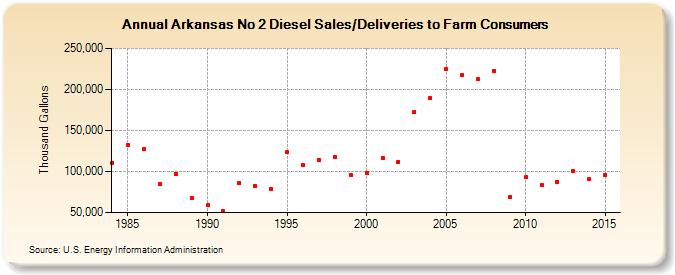 Annual Arkansas No 2 Diesel Sales/Deliveries to Farm Consumers
Thousand Gallons
250,000
200,000
150,000
100,000
50,000
1985 1990 1995 2000 2005 2010 2015
Source: U.S. Energy Information Administration